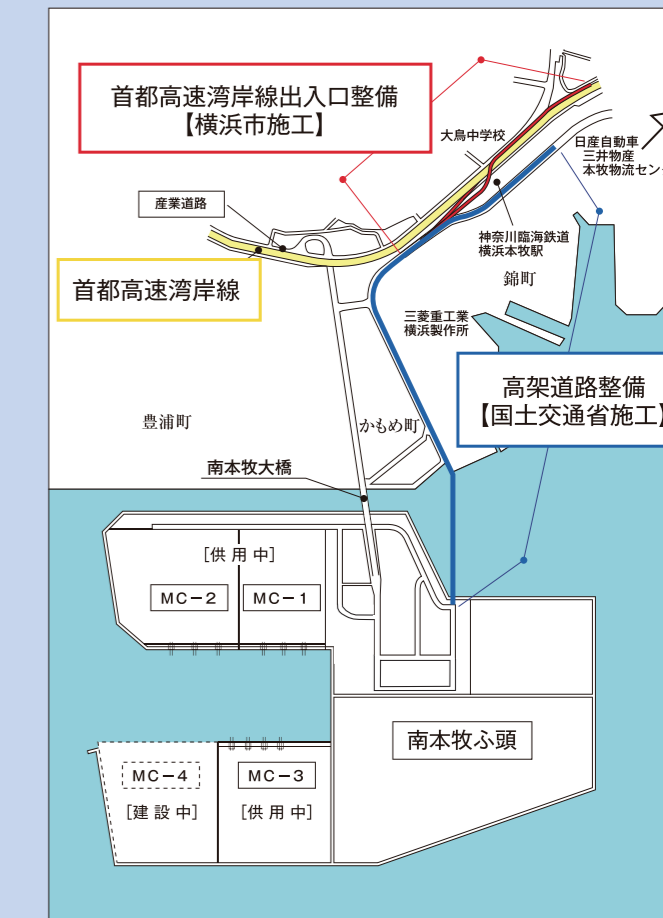 首都高速湾岸線出入口整備
【横浜市施工】
大鳥中学校
日産自動車
三井物産
本牧物流セン
産業道路
神奈川臨海鉄道
横浜本牧駅
首都高速湾岸線
錦町
三菱重工業
横浜製作所
高架道路整備
【国土交通省施工】
豊浦町
かもめ町
南本牧大橋
［供用中］
MC-2
MC-1
南本牧ふ頭
MC-4
MC-3
［建設中］
［供用中］